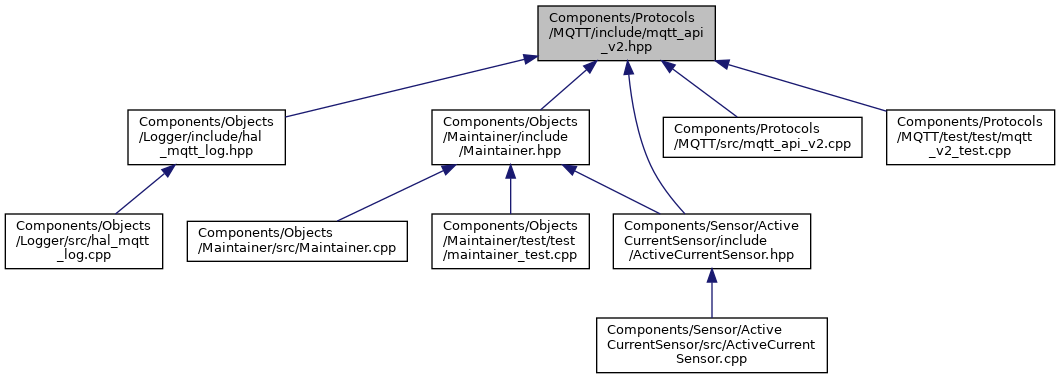 Components/Protocols
/MQTT/include/mqtt_api
_v2.hpp
Components/Objects
/Logger/include/hal
_mqtt_log.hpp
Components/Objects
/Maintainer/include
/Maintainer.hpp
Components/Protocols
/MQTT/src/mqtt_api_v2.cpp
Components/Protocols
/MQTT/test/test/mqtt
_v2_test.cpp
Components/Objects
/Logger/src/hal_mqtt
_log.cpp
Components/Objects
/Maintainer/src/Maintainer.cpp
Components/Objects
/Maintainer/test/test
/maintainer_test.cpp
Components/Sensor/Active
CurrentSensor/include
/ActiveCurrentSensor.hpp
Components/Sensor/Active
CurrentSensor/src/ActiveCurrent
Sensor.cpp